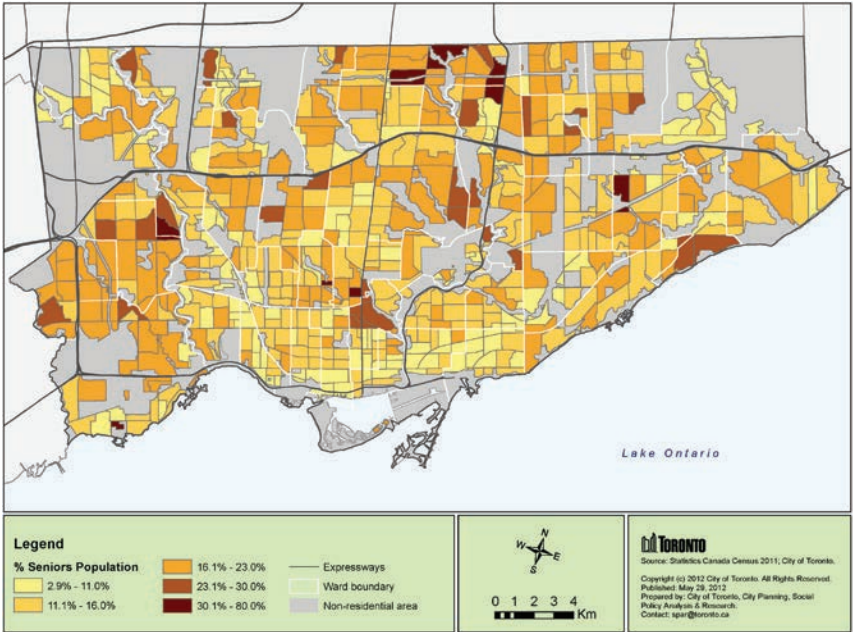 Lake Ontario
Legend
% Seniors Population
2.9% - 11.0%
11.1% - 16.0%
16.1% - 23.0%
23.1% - 30.0%
30.1% - 80.0%
Expressways
Ward boundary
Non-residential area
N
W
E
S
0 1 2 3 4
Km
TORONTO
Source: Statistics Canada Census 2011; City of Toronto.
Copyright (c) 2012 City of Toronto. All Rights Reserved.
Published: May 29, 2012
Prepared by: City of Toronto, City Planning, Social
Policy Analysis & Research.
Contact: spar@toronto.ca